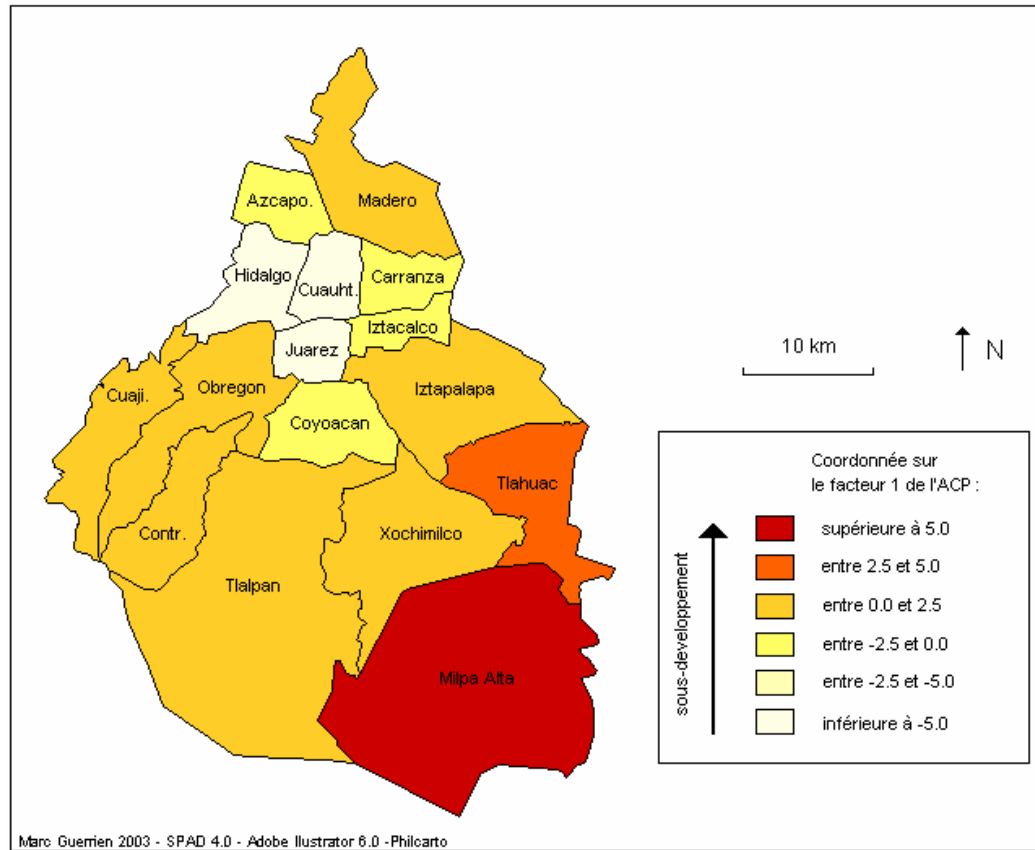 Azcapo.
Madero
Hidalgo
Cuauht.
Carranza
Iztacalco
Juarez
10 km
N
Cuaji.
Obregon
Iztapalapa
Coyoacan
Tlahuac
Contr.
Xochimilco
Tlalpan
Milpa Alta
Coordonnée sur
le facteur 1 de l'ACP :
sous-developpement
supérieure à 5.0
entre 2.5 et 5.0
entre 0.0 et 2.5
entre -2.5 et 0.0
entre -2.5 et -5.0
inférieure à -5.0
Marc Guerrien 2003 - SPAD 4.0 - Adobe Ilustrator 6.0 -Philcarto